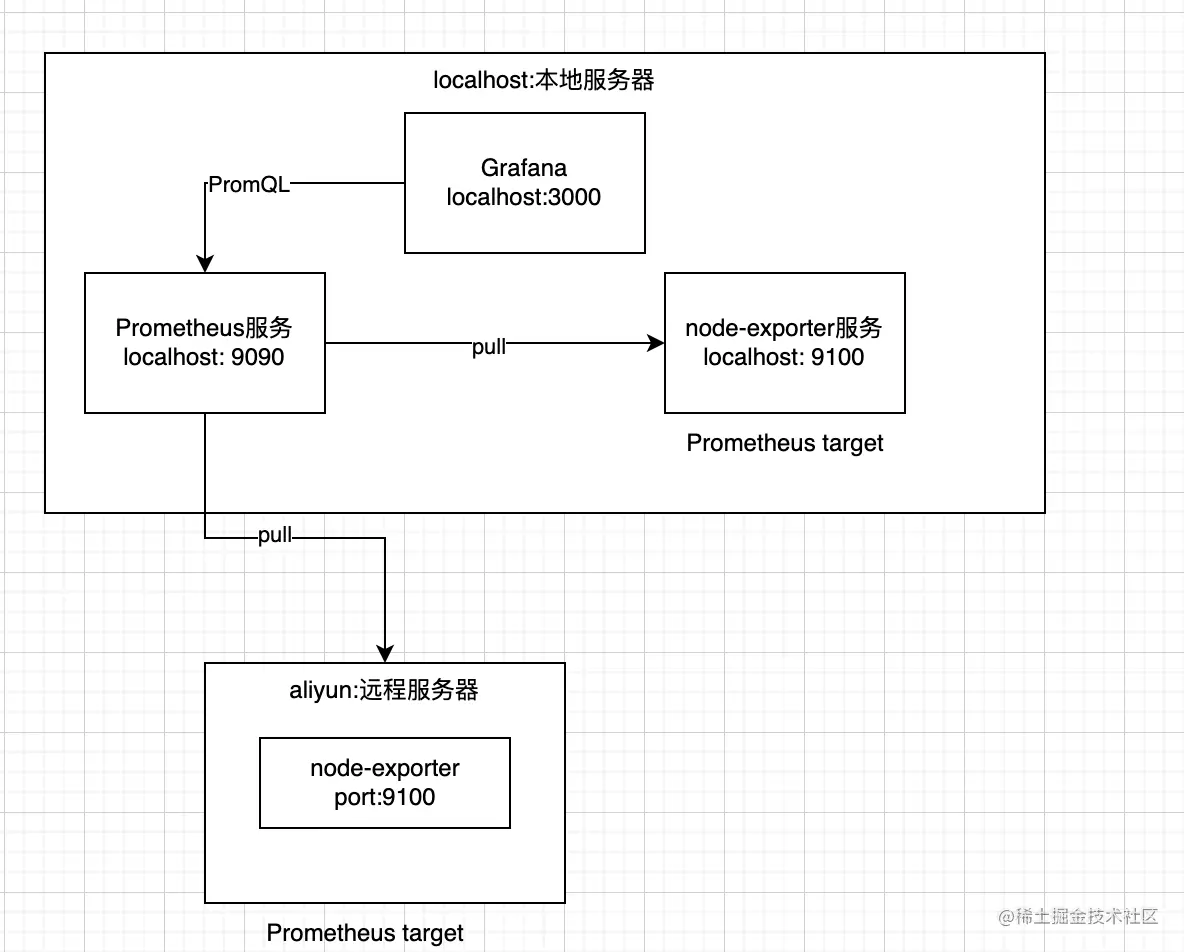 localhost:本地服务器
Grafana
localhost:3000
PromQL
Prometheus服务
localhost: 9090
pull
node-exporter服务
localhost: 9100
Prometheus target
pull
aliyun:远程服务器
node-exporter
port:9100
Prometheus target
@稀土掘金技术社区